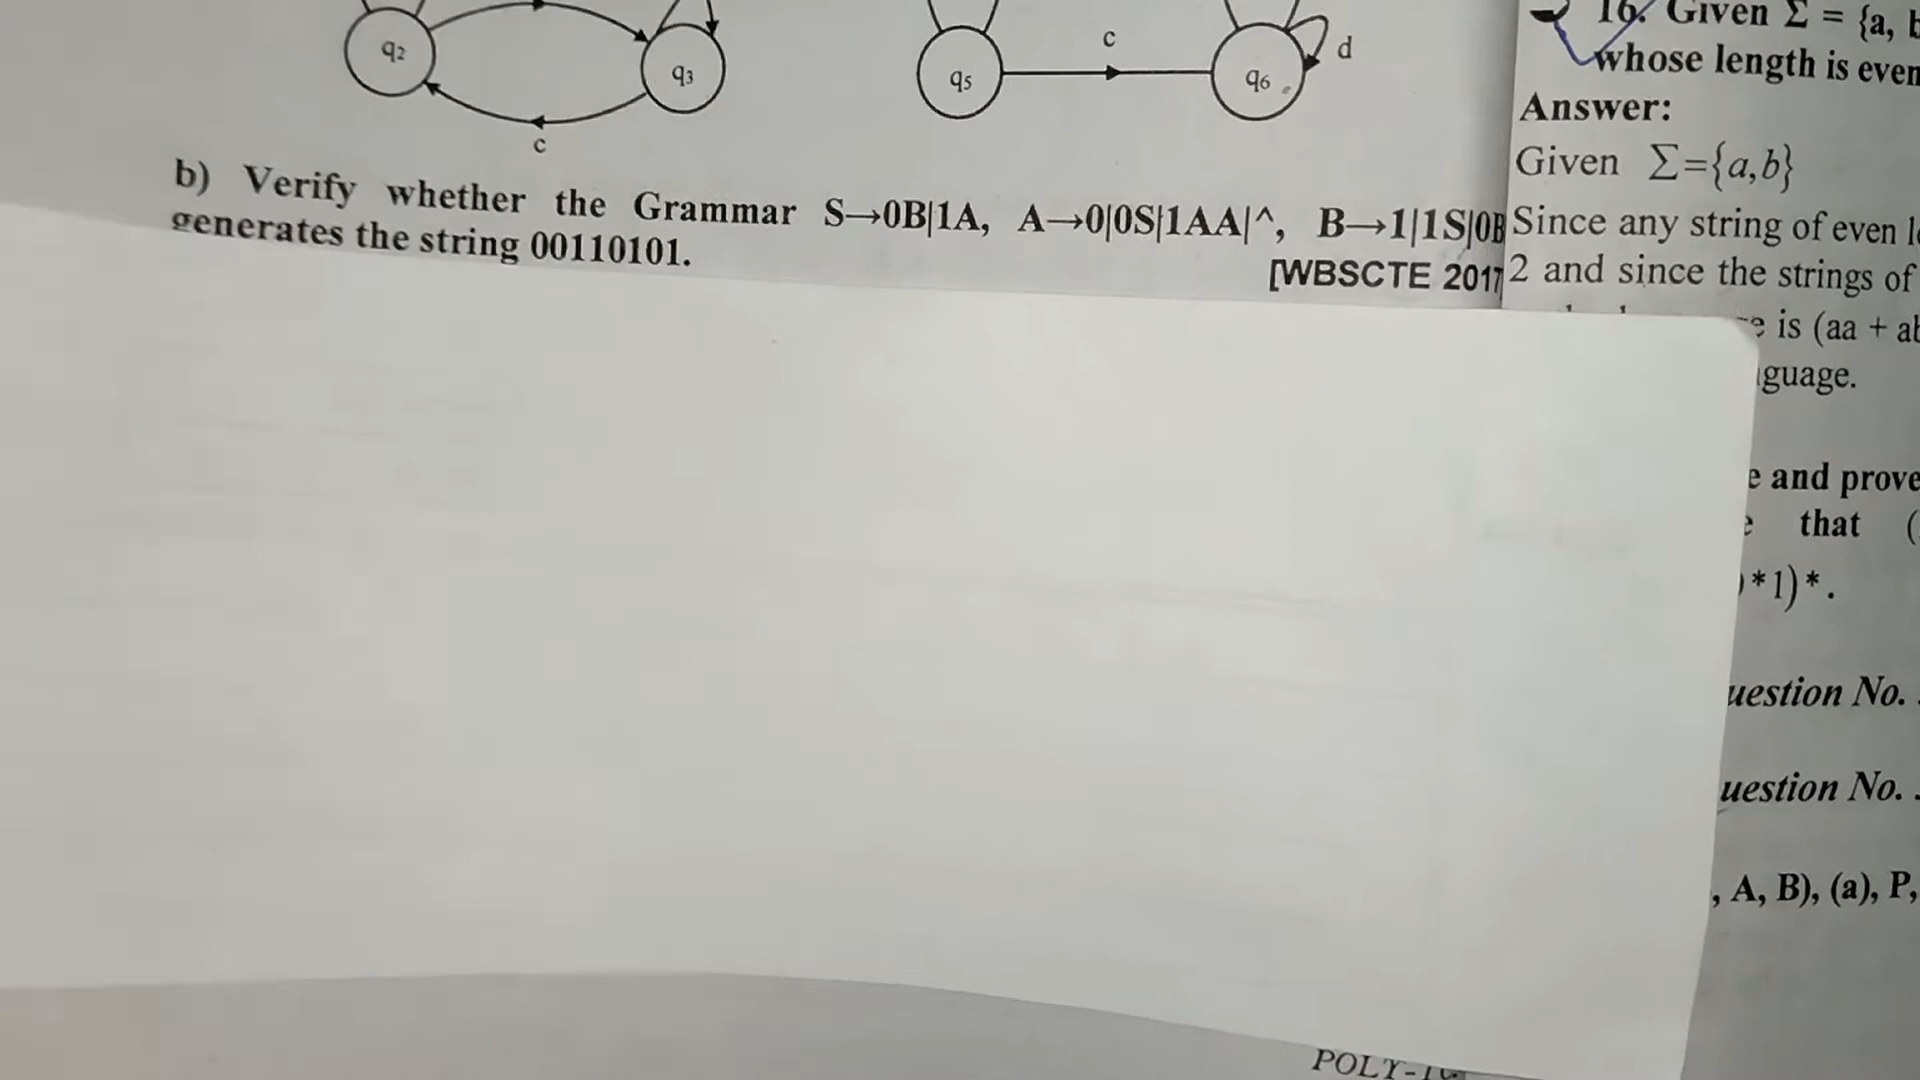 q2
q3
c
q5
c
q6
d
b) Verify whether the Grammar S→0B|1A, A→0|0S|1AA|^, B→1|1S|0B
generates the string 00110101.
[WBSCTE 2017
16. Given Σ = {a, b
whose length is even
Answer:
Given Σ={a,b}
Since any string of even
2 and since the strings of
is (aa +
guage.
and prove
that (
*1)*.
uestion No.
uestion No.
, A, B), (a), P,
POLY-